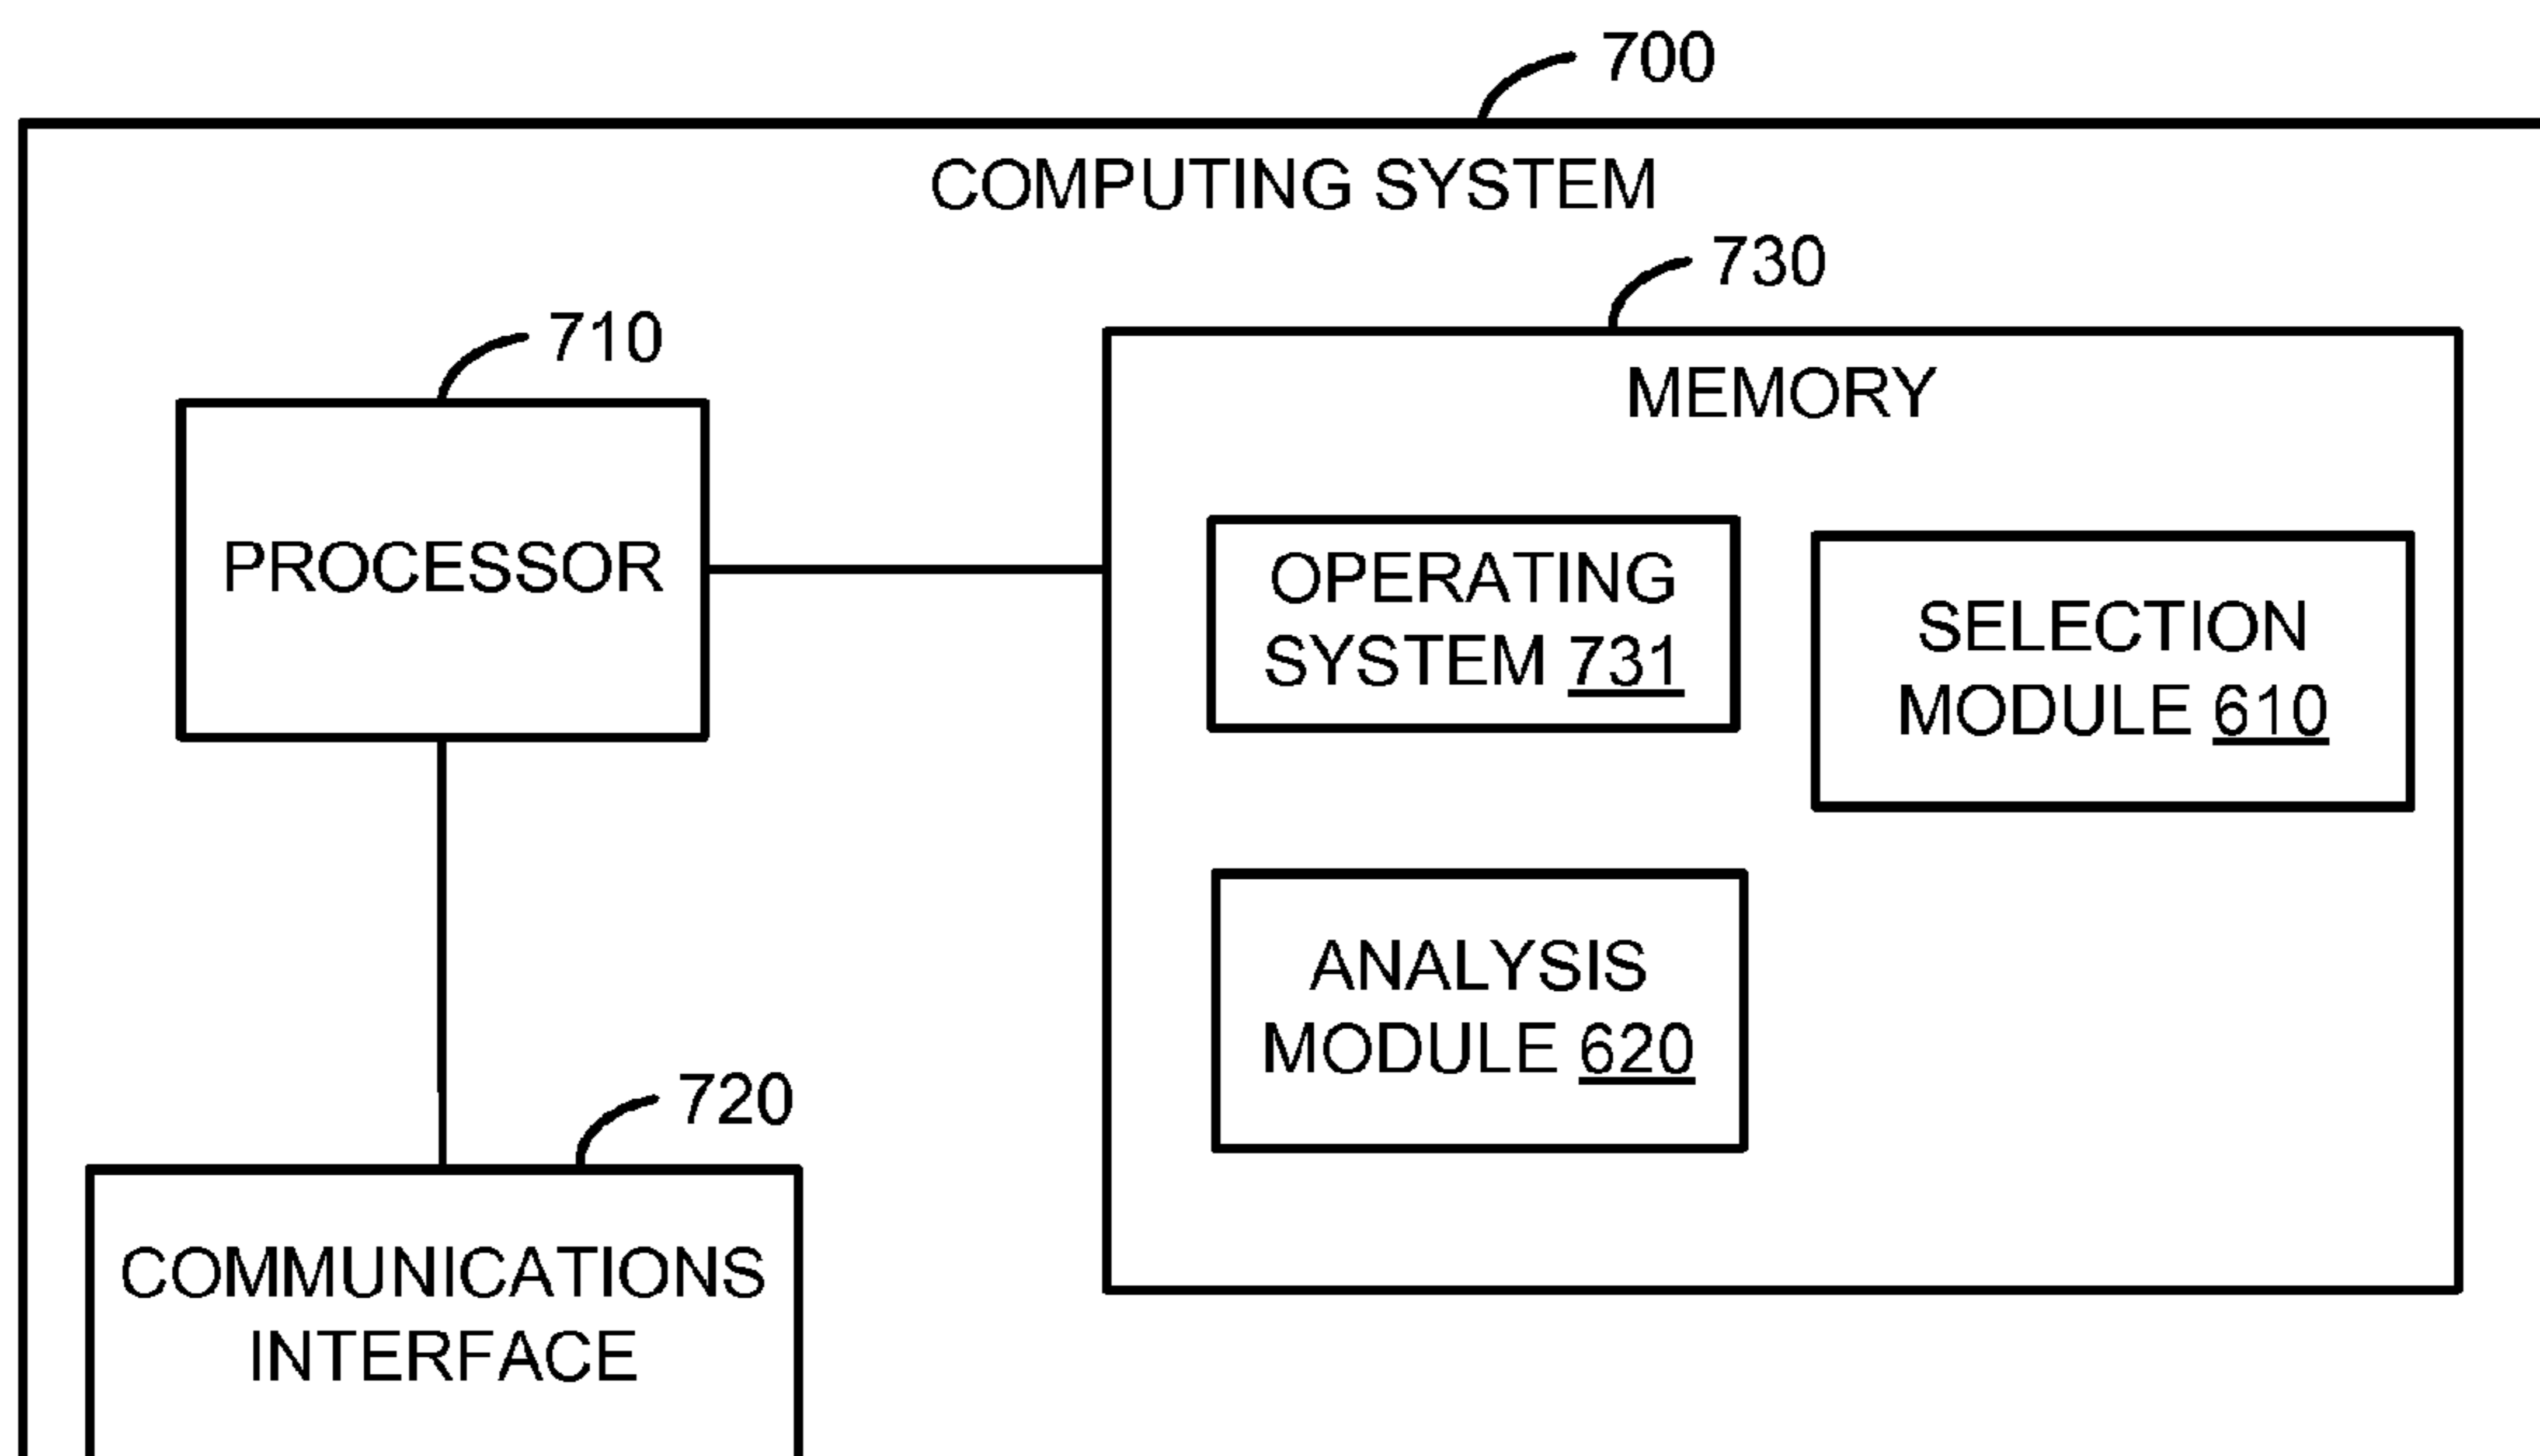 700
COMPUTING SYSTEM
730
MEMORY
710
PROCESSOR
OPERATING
SYSTEM 731
SELECTION
MODULE 610
ANALYSIS
MODULE 620
720
COMMUNICATIONS
INTERFACE